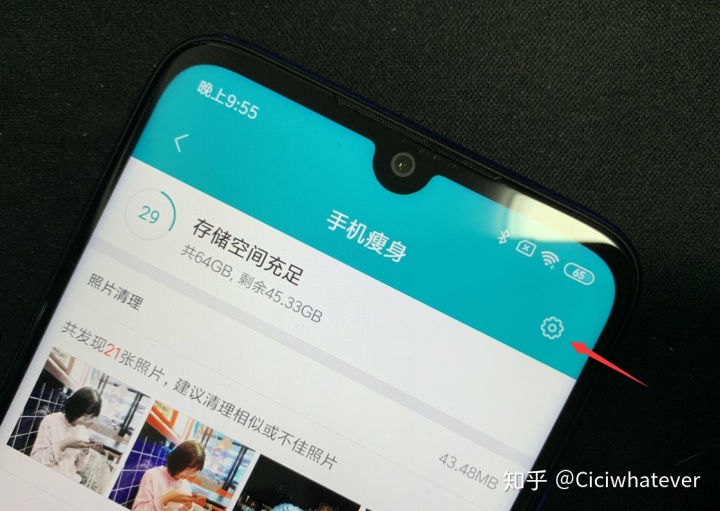 晚上9:55
65
手机瘦身
29
存储空间充足
共64GB, 剩余45.33GB
照片清理
共发现21张照片，建议清理相似或不佳照片
43.48MB
知乎 @Ciciwhatever